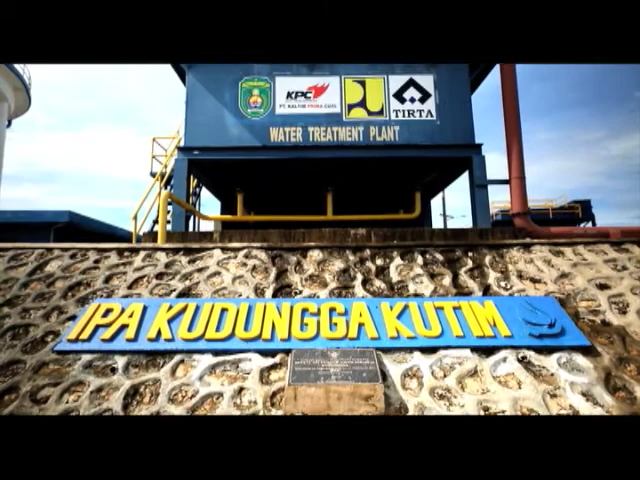 KPC
PT. KALTIM PRIMA COAL
TIRTA
WATER TREATMENT PLANT
IPA KUDUNGGA KUTIM